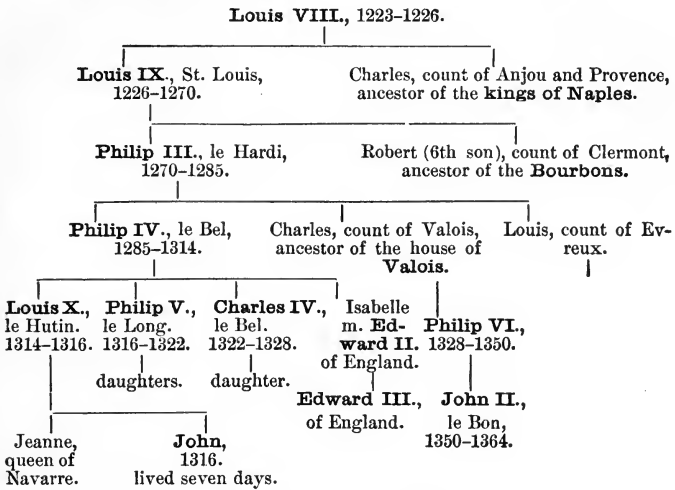 Louis VIII., 1223–1226.
Louis IX., St. Louis,
1226–1270.
Charles, count of Anjou and Provence,
ancestor of the kings of Naples.
Philip III., le Hardi,
1270–1285.
Robert (6th son), count of Clermont,
ancestor of the Bourbons.
Philip IV., le Bel,
1285–1314.
Charles, count of Valois,
ancestor of the house of
Valois.
Louis, count of Ev-
reux.
Louis X.,
le Hutin.
1314–1316.
Philip V.,
le Long.
1316–1322.
Charles IV.,
le Bel.
1322–1328.
Isabelle
m. Ed-
ward II.
of England.
Philip VI.,
1328–1350.
daughters.
daughter.
Edward III.,
of England.
John II.,
le Bon,
1350–1364.
Jeanne,
queen of
Navarre.
John,
1316.
lived seven days.